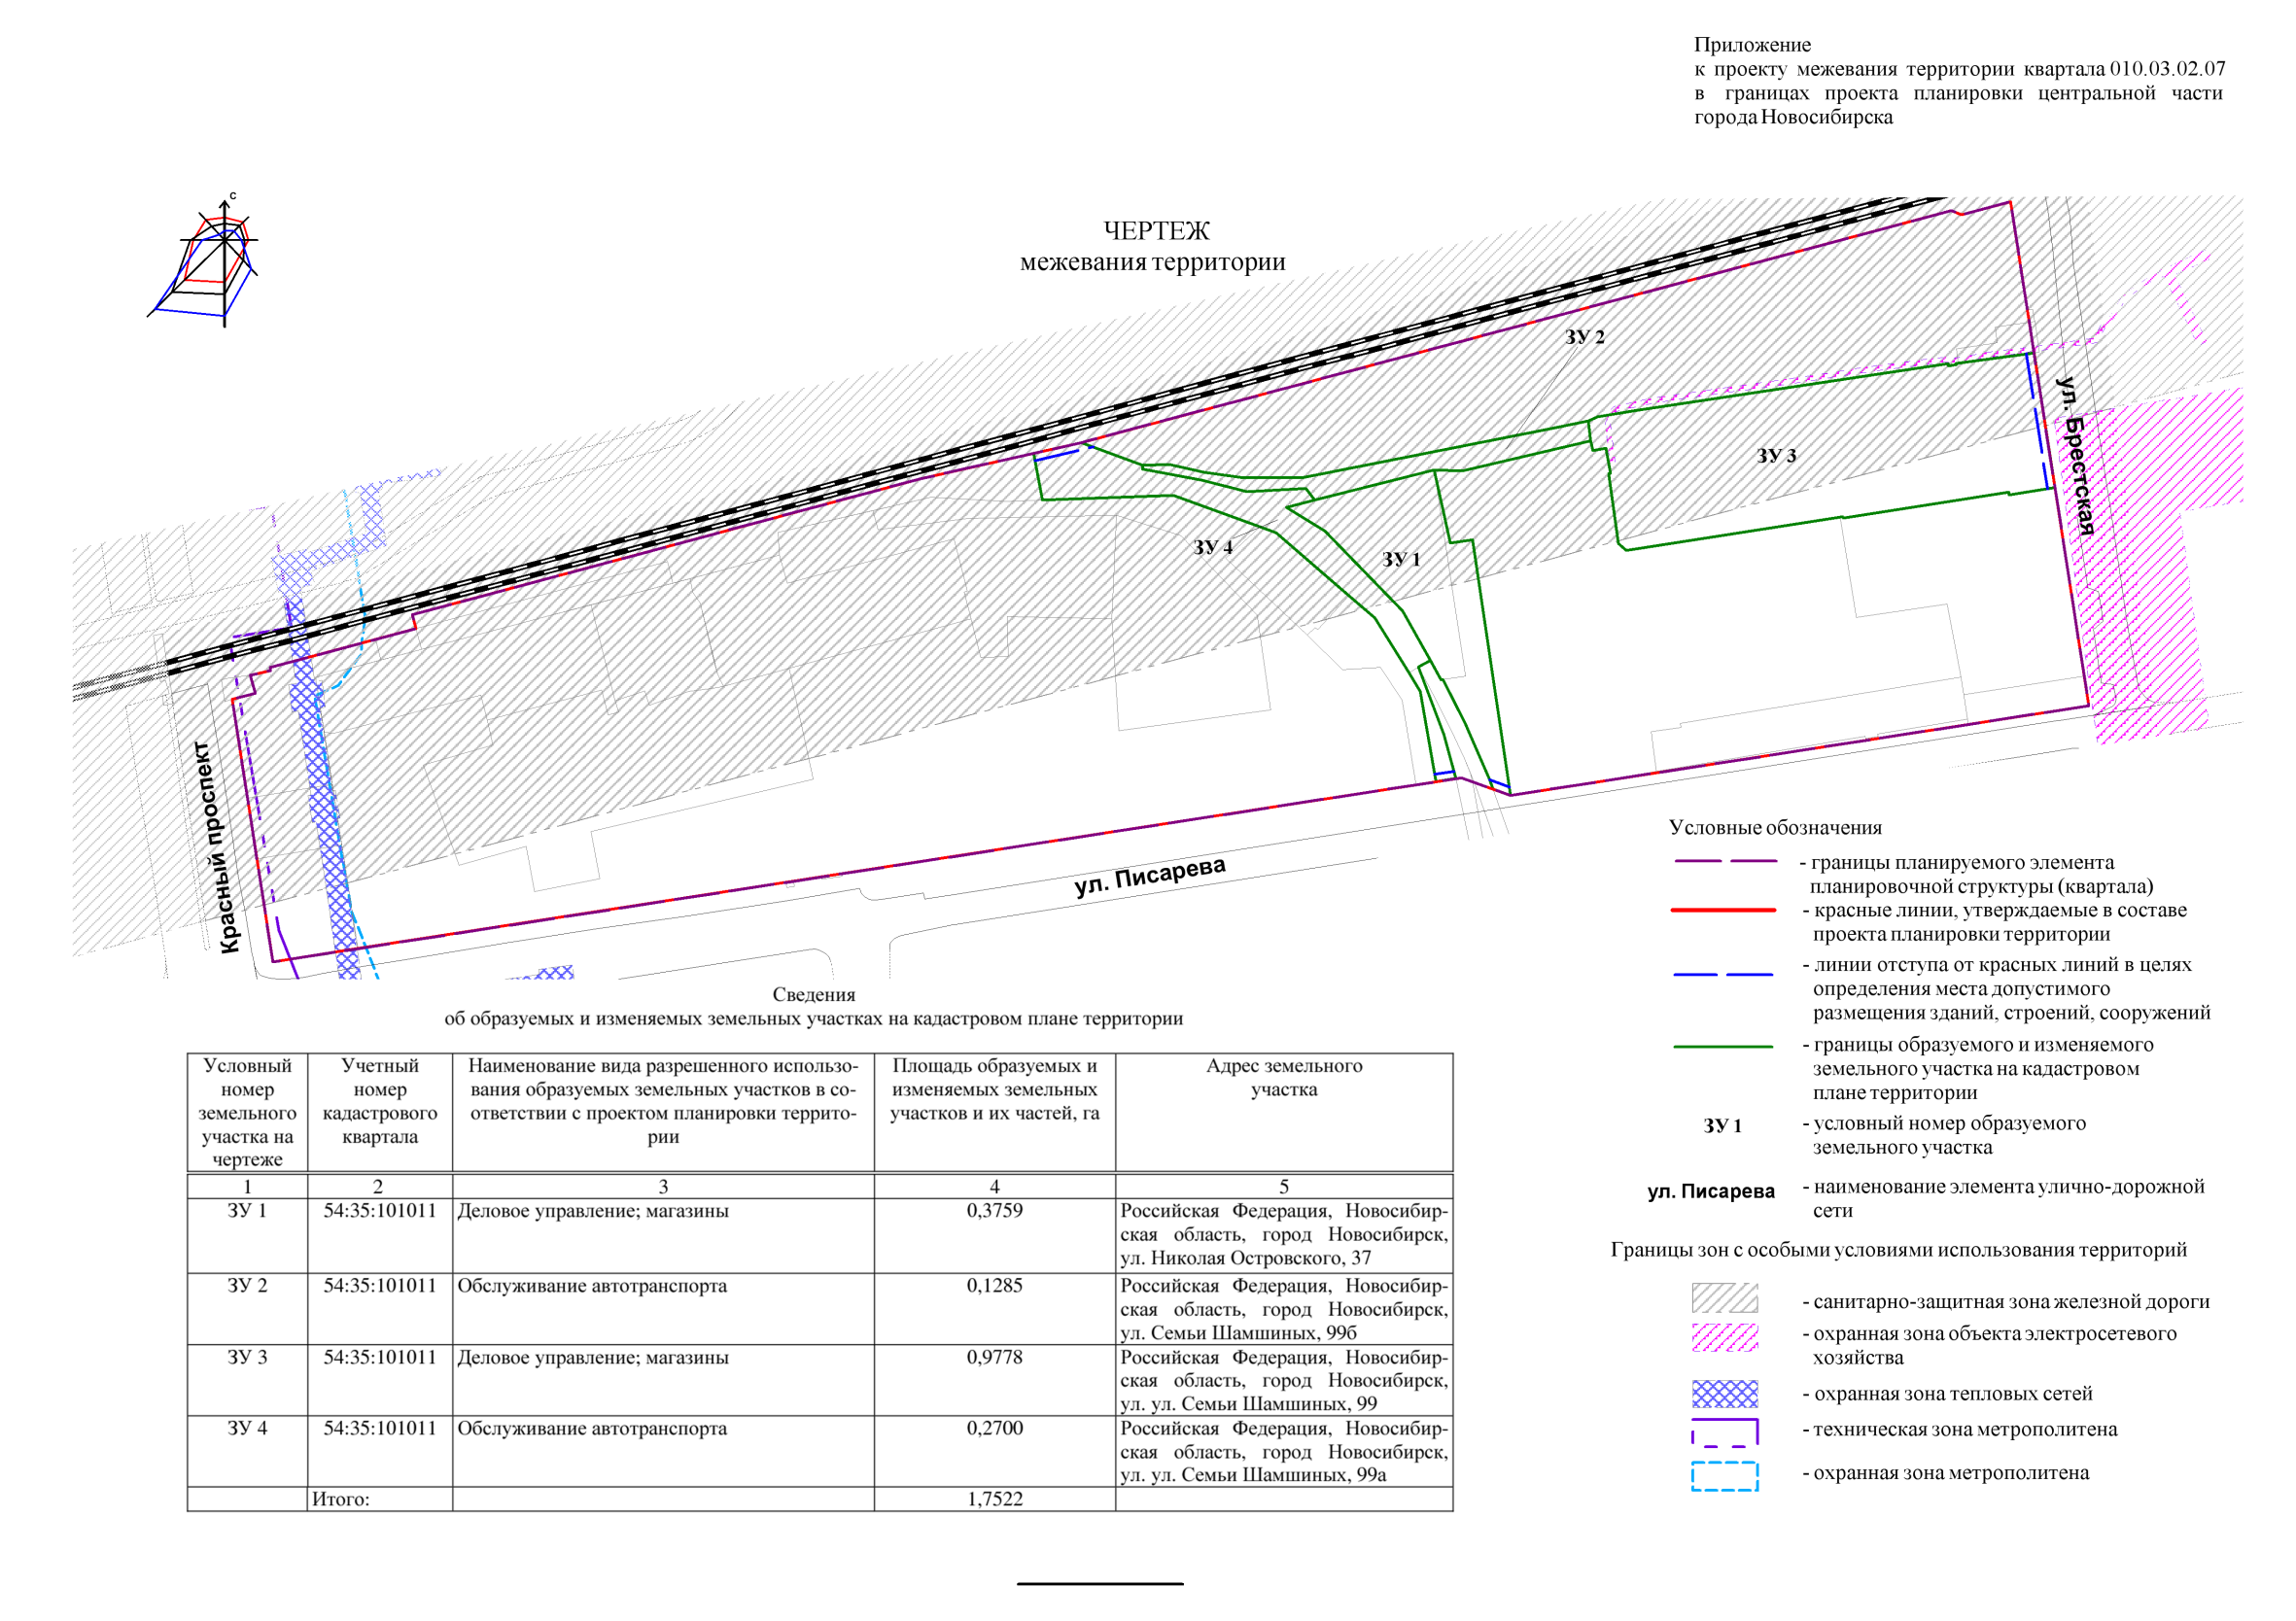 Приложение
к проекту межевания территории квартала 010.03.02.07
в границах проекта планировки центральной части
города Новосибирска
С
ЧЕРТЕЖ
межевания территории
ЗУ 2
ул. Брестская
ЗУ 3
ЗУ 4
ЗУ 1
Красный проспект
ул. Писарева
Условные обозначения
- границы планируемого элемента
планировочной структуры (квартала)
- красные линии, утверждаемые в составе
проекта планировки территории
- линии отступа от красных линий в целях
определения места допустимого
размещения зданий, строений, сооружений
- границы образуемого и изменяемого
земельного участка на кадастровом
плане территории
ЗУ 1 - условный номер образуемого
земельного участка
ул. Писарева - наименование элемента улично-дорожной
сети
Границы зон с особыми условиями использования территорий
- санитарно-защитная зона железной дороги
- охранная зона объекта электросетевого
хозяйства
- охранная зона тепловых сетей
- техническая зона метрополитена
- охранная зона метрополитена
Сведения
об образуемых и изменяемых земельных участках на кадастровом плане территории
Условный
номер
земельного
участка на
чертеже
Учетный
номер
кадастрового
квартала
Наименование вида разрешенного использо-
вания образуемых земельных участков в со-
ответствии с проектом планировки террито-
рии
Площадь образуемых и
изменяемых земельных
участков и их частей, га
Адрес земельного
участка
1 2 3 4 5
ЗУ 1 54:35:101011 Деловое управление; магазины 0,3759 Российская Федерация, Новосибир-
ская область, город Новосибирск,
ул. Николая Островского, 37
ЗУ 2 54:35:101011 Обслуживание автотранспорта 0,1285 Российская Федерация, Новосибир-
ская область, город Новосибирск,
ул. Семьи Шамшиных, 99б
ЗУ 3 54:35:101011 Деловое управление; магазины 0,9778 Российская Федерация, Новосибир-
ская область, город Новосибирск,
ул. ул. Семьи Шамшиных, 99
ЗУ 4 54:35:101011 Обслуживание автотранспорта 0,2700 Российская Федерация, Новосибир-
ская область, город Новосибирск,
ул. ул. Семьи Шамшиных, 99а
Итого: 1,7522